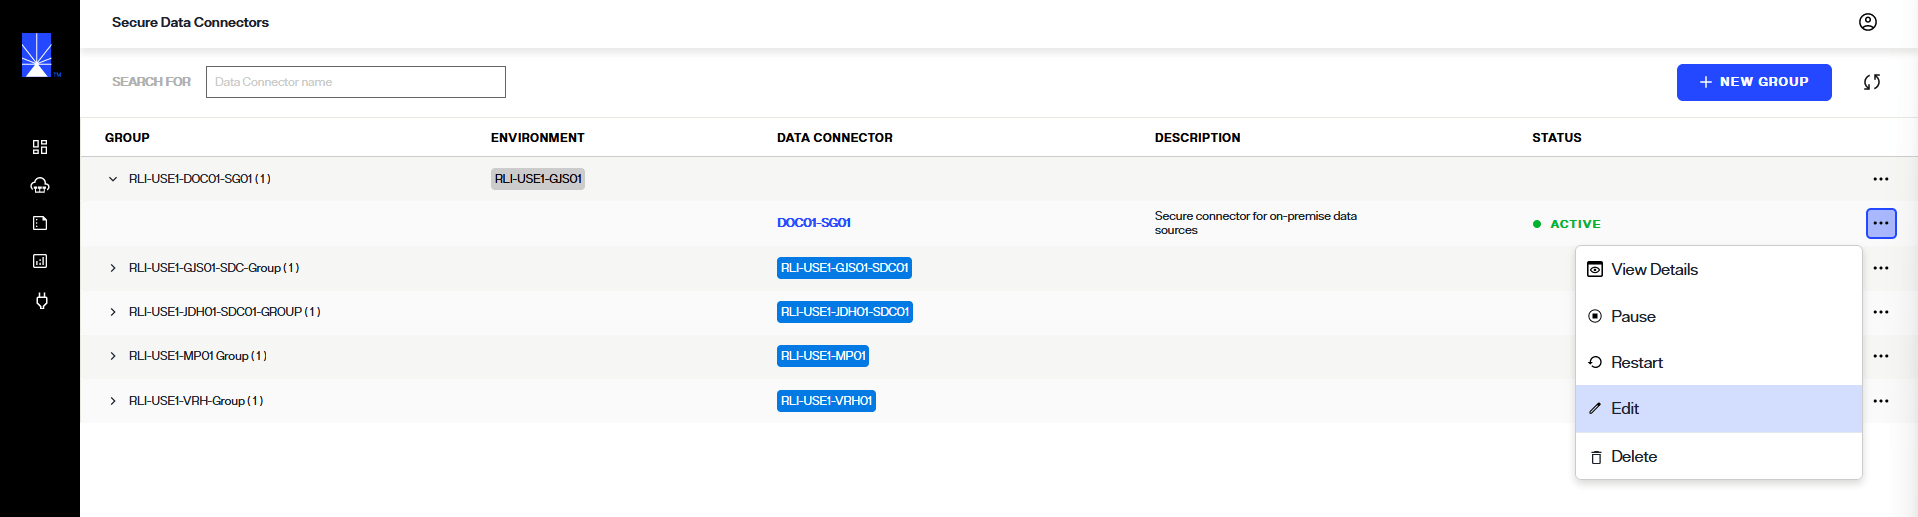 Secure Data Connectors
TM
SEARCH FOR Data Connector name + NEW GROUP
GROUP ENVIRONMENT DATA CONNECTOR DESCRIPTION STATUS
RLI-USE1-DOC01-SG01 (1) RLI-USE1-GJS01
DOC01-SG01 Secure connector for on-premise data ACTIVE
sources
RLI-USE1-GJS01-SDC-Group (1) RLI-USE1-GJS01-SDC01
View Details
RLI-USE1-JDH01-SDC01-GROUP (1) RLI-USE1-JDH01-SDC01
Pause
RLI-USE1-MP01 Group (1) RLI-USE1-MP01
Restart
RLI-USE1-VRH-Group (1) RLI-USE1-VRH01
Edit
Delete